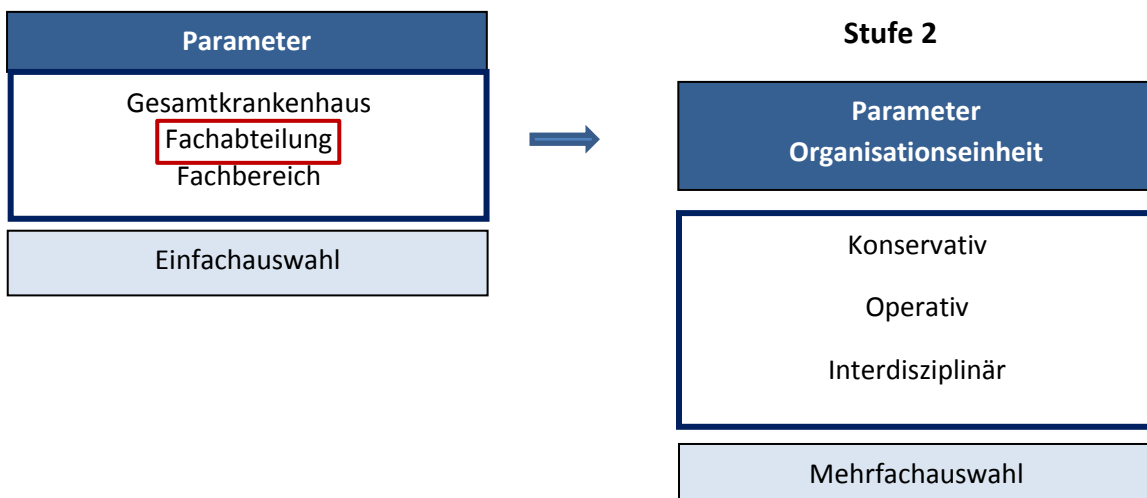 Parameter
Gesamtkrankenhaus
Fachabteilung
Fachbereich
Einfachauswahl
Stufe 2
Parameter
Organisationseinheit
Konservativ
Operativ
Interdisziplinär
Mehrfachauswahl